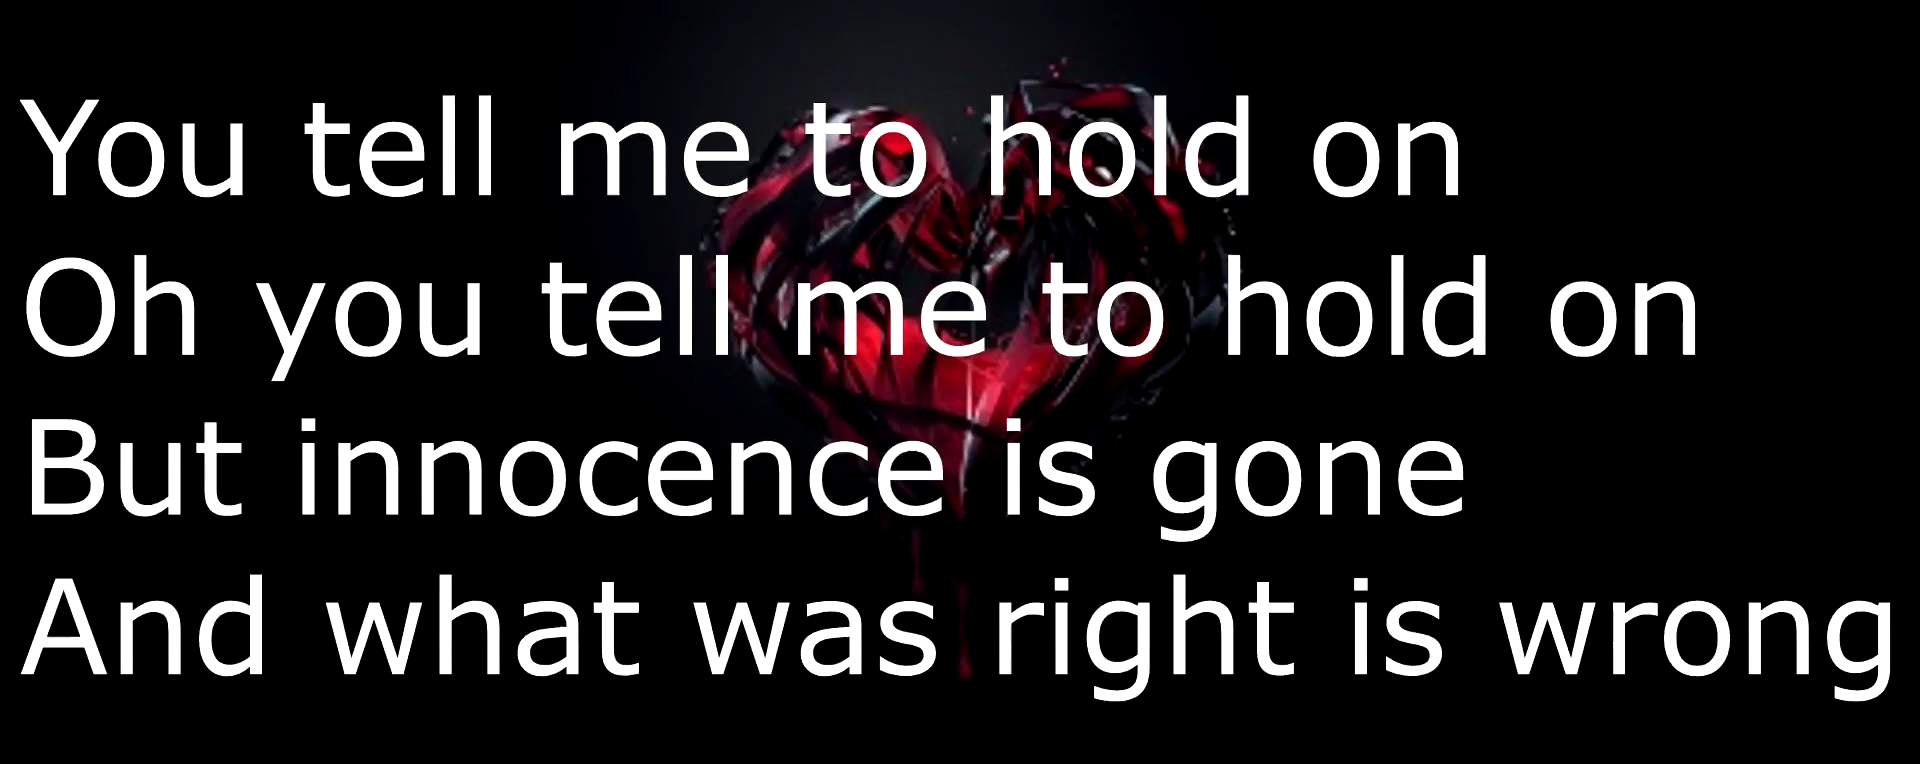 You tell me to hold on
Oh you tell me to hold on
But innocence is gone
And what was right is wrong